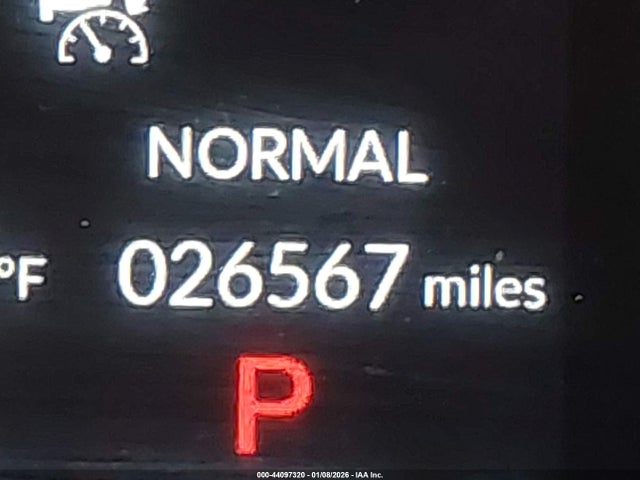 NORMAL
°F 026567 miles
P
000-44097320 - 01/08/2026 - IAA Inc.